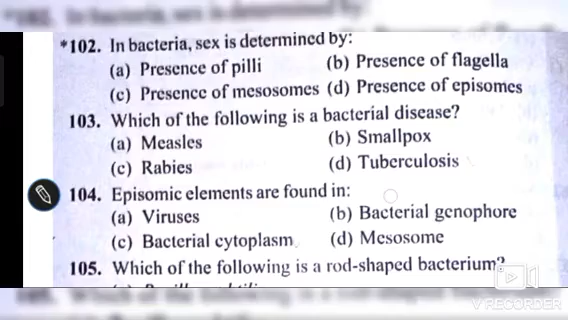 *102. In bacteria, sex is determined by:
(a) Presence of pilli (b) Presence of flagella
(c) Presence of mesosomes (d) Presence of episomes
103. Which of the following is a bacterial disease?
(a) Measles (b) Smallpox
(c) Rabies (d) Tuberculosis
104. Episomic elements are found in:
(a) Viruses (b) Bacterial genophore
(c) Bacterial cytoplasm (d) Mesosome
105. Which of the following is a rod-shaped bacterium?
V RECORDER